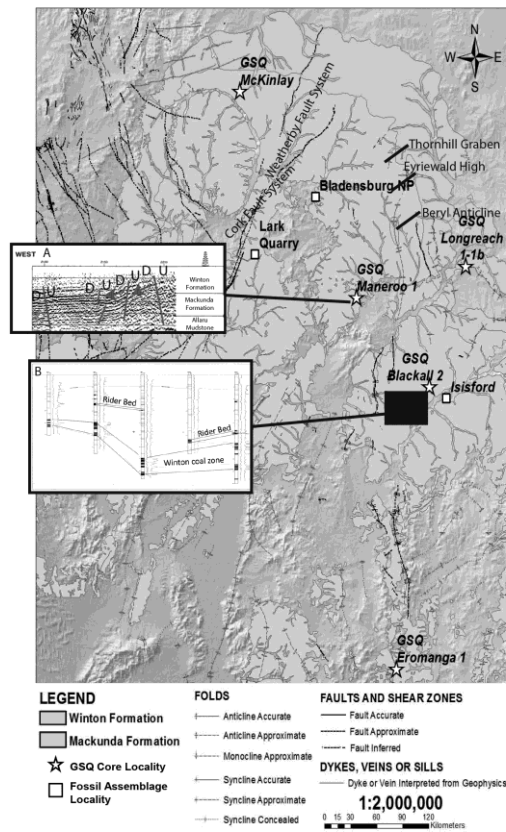 N
W E
S
GSQ
McKinlay
Weatherby Fault System
Cork Fault System
Thornhill Graben
Eyriewald High
Bladensburg NP
Beryl Anticline
Lark
Quarry
GSQ
Longreach
1-1b
GSQ
Maneroo 1
WEST A
D U D U D U D U
Winton
Formation
Mackunda
Formation
Allaru
Mudstone
GSQ
Blackall 2
Isisford
B
Rider Bed
Rider Bed
Winton coal zone
GSQ
Eromanga 1
LEGEND
Winton Formation
Mackunda Formation
GSQ Core Locality
Fossil Assemblage
Locality
FOLDS
Anticline Accurate
Anticline Approximate
Monocline Approximate
Syncline Accurate
Syncline Approximate
Syncline Concealed
FAULTS AND SHEAR ZONES
Fault Accurate
Fault Approximate
Fault Inferred
DYKES, VEINS OR SILLS
Dyke or Vein Interpreted from Geophysics
1:2,000,000
0 15 30 60 90 120
Kilometers